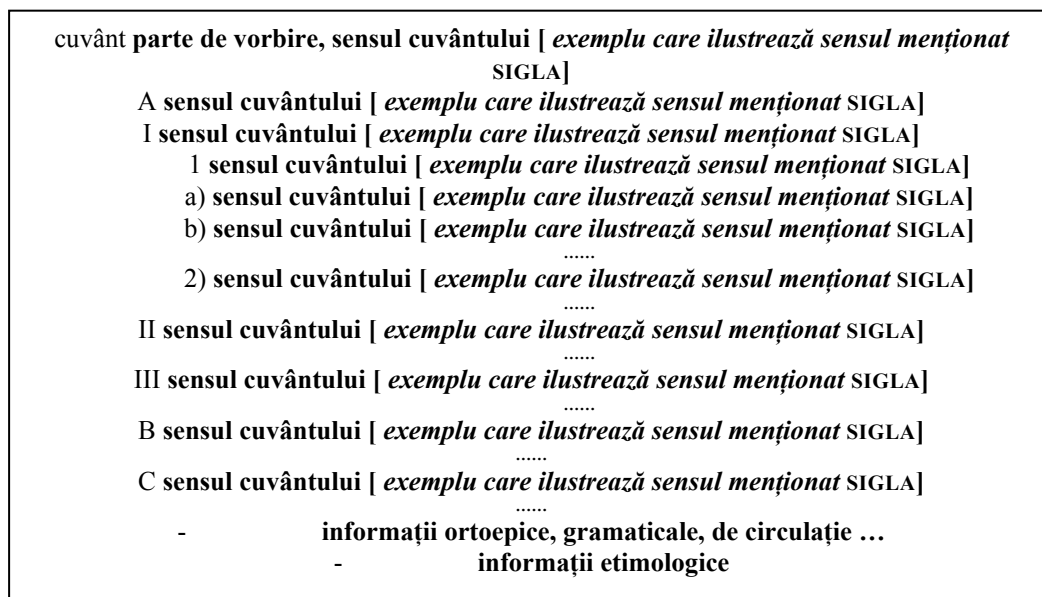 cuvânt parte de vorbire, sensul cuvântului [ exemplu care ilustrează sensul menționat
SIGLA]
A sensul cuvântului [ exemplu care ilustrează sensul menționat SIGLA]
I sensul cuvântului [ exemplu care ilustrează sensul menționat SIGLA]
1 sensul cuvântului [ exemplu care ilustrează sensul menționat SIGLA]
a) sensul cuvântului [ exemplu care ilustrează sensul menționat SIGLA]
b) sensul cuvântului [ exemplu care ilustrează sensul menționat SIGLA]
......
2) sensul cuvântului [ exemplu care ilustrează sensul menționat SIGLA]
......
II sensul cuvântului [ exemplu care ilustrează sensul menționat SIGLA]
......
III sensul cuvântului [ exemplu care ilustrează sensul menționat SIGLA]
......
B sensul cuvântului [ exemplu care ilustrează sensul menționat SIGLA]
......
C sensul cuvântului [ exemplu care ilustrează sensul menționat SIGLA]
......
- informații ortoepice, gramaticale, de circulație …
- informații etimologice